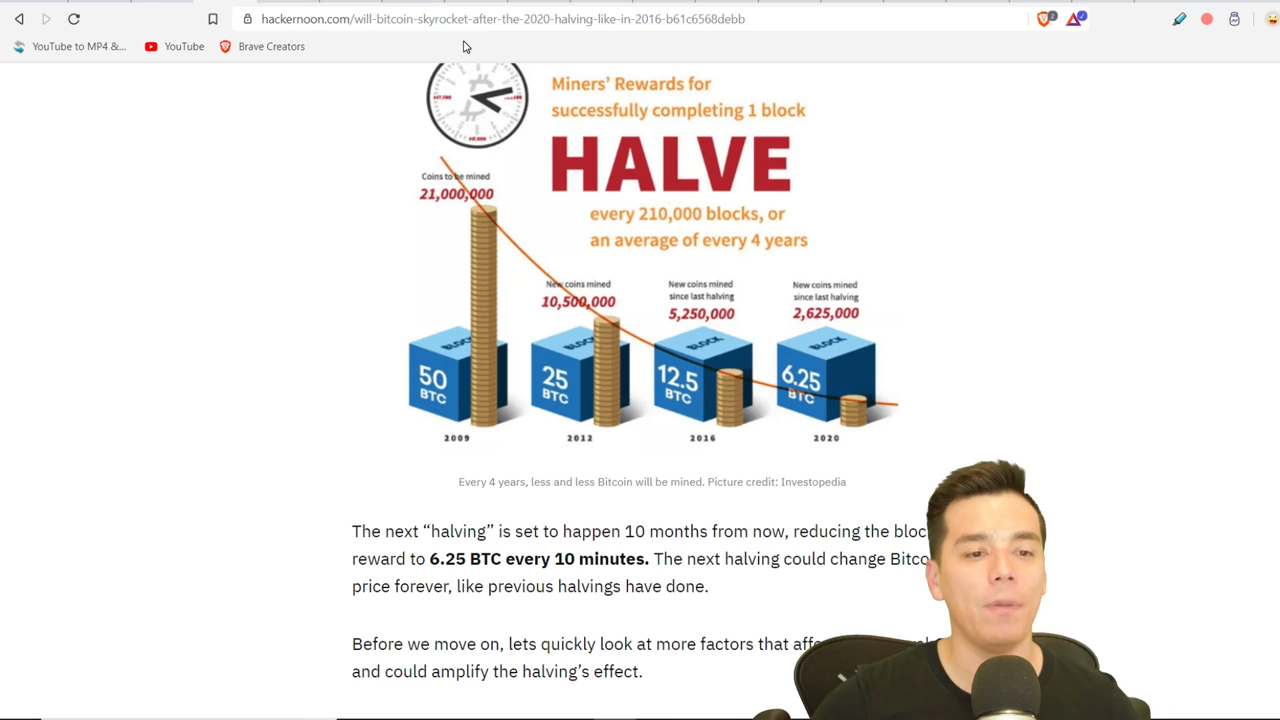 hackernoon.com/will-bitcoin-skyrocket-after-the-2020-halving-like-in-2016-b61c6568debb
2
YouTube to MP4 &...
YouTube
Brave Creators
Miners' Rewards for
successfully completing 1 block
HALVE
every 210,000 blocks, or
an average of every 4 years
Coins to be mined
21,000,000
New coins mined
10,500,000
New coins mined
since last halving
5,250,000
New coins mined
since last halving
2,625,000
BLOCK
BLOCK
BLOCK
BLOCK
50
BTC
25
BTC
12.5
BTC
6.25
BTC
2009
2012
2016
2020
Every 4 years, less and less Bitcoin will be mined. Picture credit: Investopedia
The next “halving” is set to happen 10 months from now, reducing the bloc
reward to 6.25 BTC every 10 minutes. The next halving could change Bitco
price forever, like previous halvings have done.
Before we move on, lets quickly look at more factors that affe
and could amplify the halving’s effect.